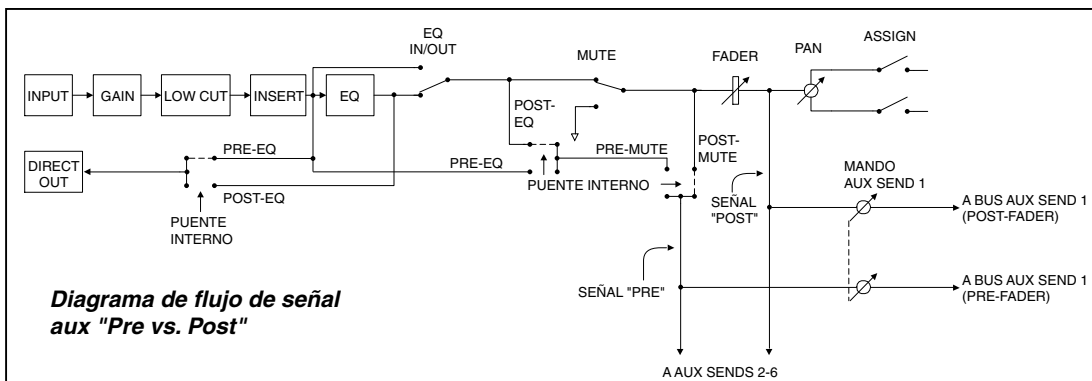 EQ
IN/OUT
MUTE
FADER
PAN
ASSIGN
INPUT
GAIN
LOW CUT
INSERT
EQ
POST-
EQ
DIRECT
OUT
PRE-EQ
POST-EQ
PUENTE
INTERNO
PRE-EQ
PRE-MUTE
PUENTE INTERNO
POST-
MUTE
SEÑAL
"POST"
MANDO
AUX SEND 1
A BUS AUX SEND 1
(POST-FADER)
SEÑAL "PRE"
A BUS AUX SEND 1
(PRE-FADER)
Diagrama de flujo de señal
aux "Pre vs. Post"
A AUX SENDS 2-6